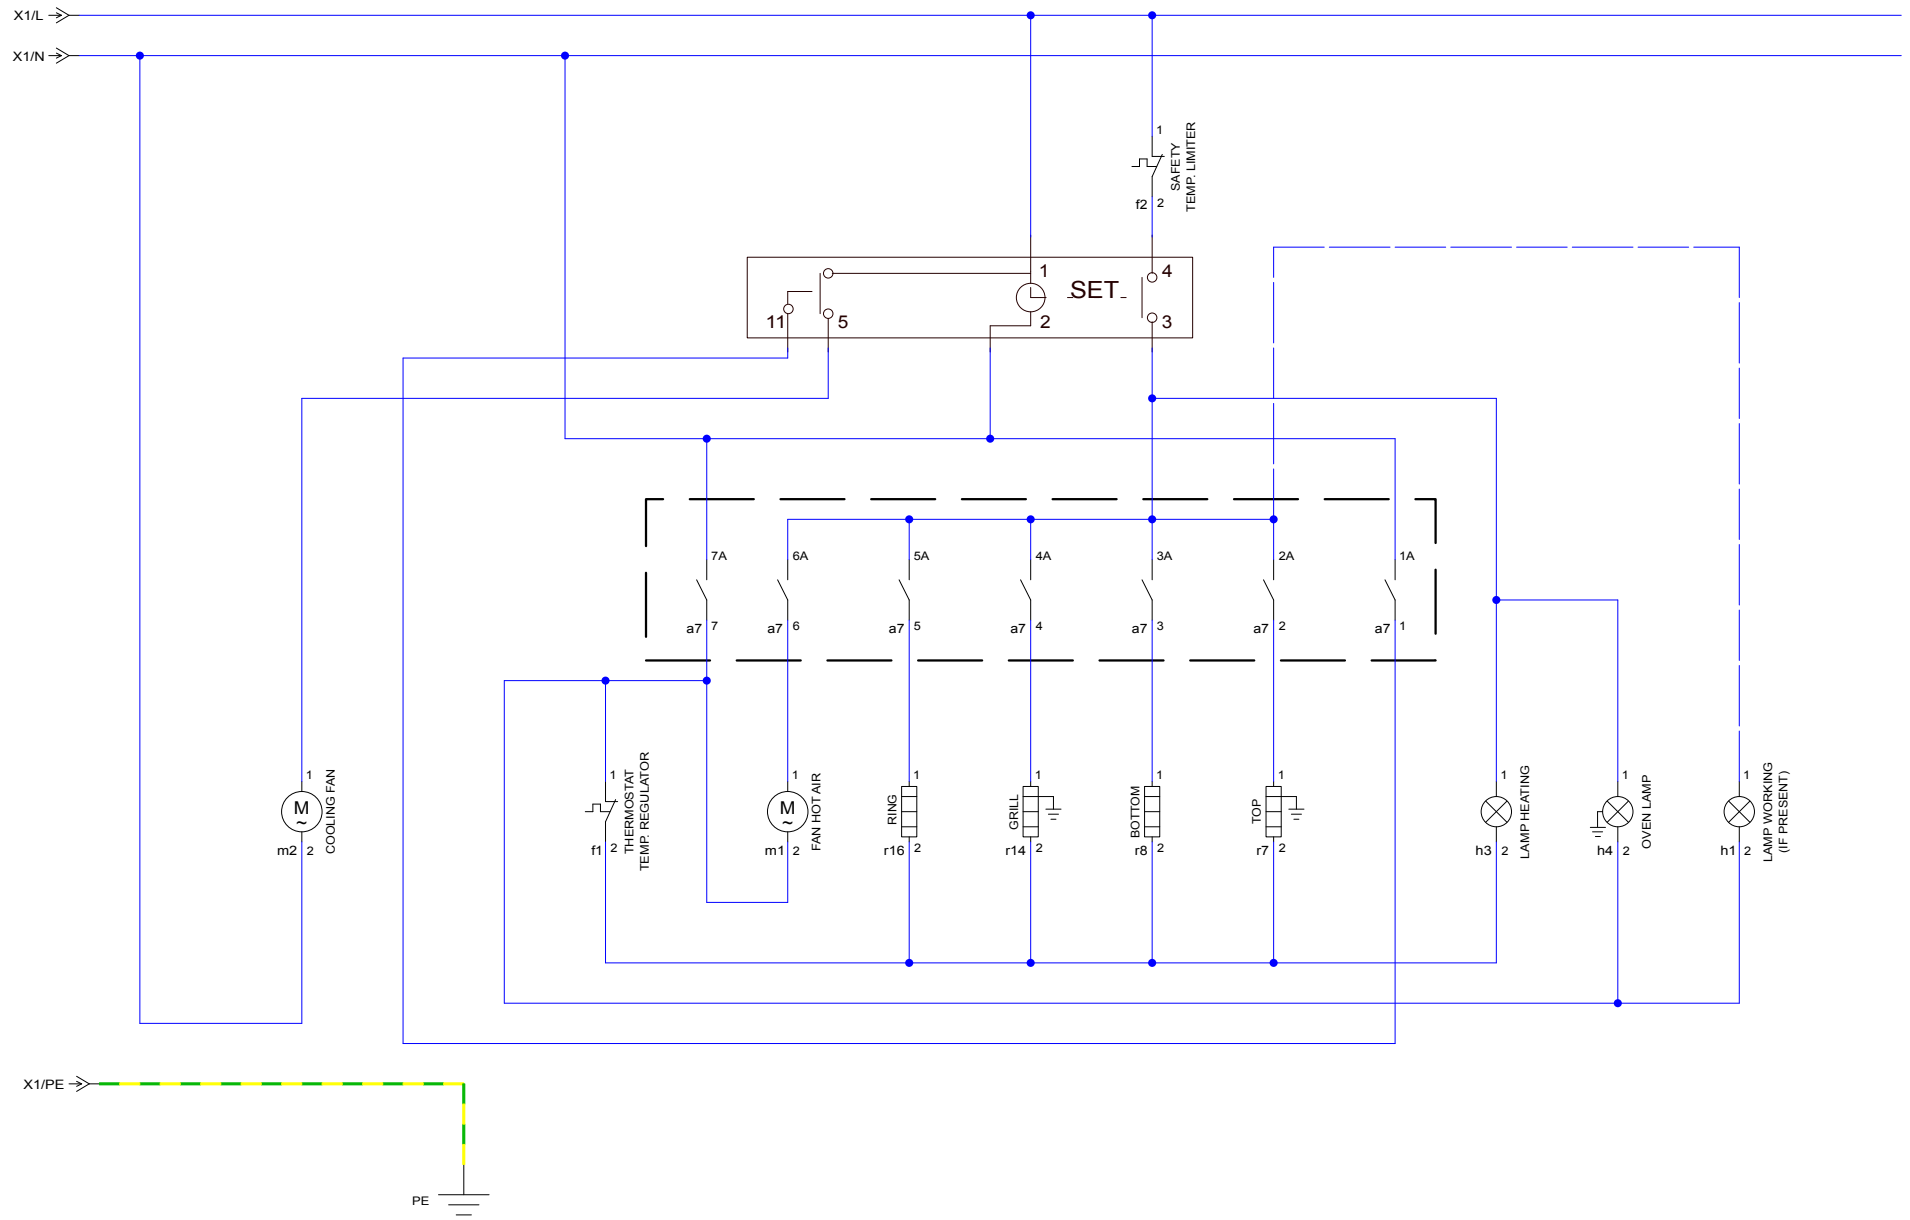 X1/L
X1/N
1
SAFETY
TEMP. LIMITER
f2 2
1 SET 4
11 5 2 3
7A 6A 5A 4A 3A 2A 1A
a7 7 a7 6 a7 5 a7 4 a7 3 a7 2 a7 1
1
M
~
m2 2
COOLING FAN
1
f1 2
THERMOSTAT
TEMP. REGULATOR
1
M
~
m1 2
FAN HOT AIR
1
RING
r16 2
1
GRILL
r14 2
1
BOTTOM
r8 2
1
TOP
r7 2
1
h3 2
LAMP HEATING
1
h4 2
OVEN LAMP
1
h1 2
LAMP WORKING
(IF PRESENT)
X1/PE
PE